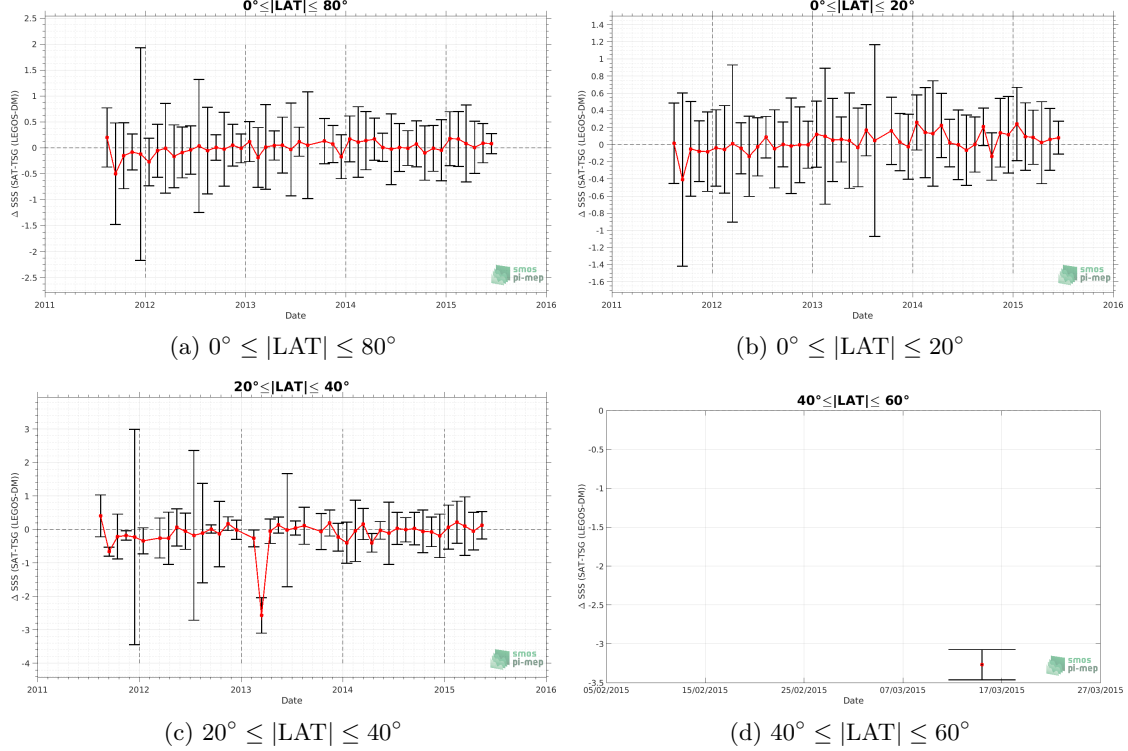 0°≤|LAT|≤ 80°
2.5
2
1.5
1
0.5
0
-0.5
-1
-1.5
-2
-2.5
Δ SSS (SAT-TSG (LEGOS-DM))
2011 2012 2013 2014 2015 2016
Date
smos
pi-mep
(a) 0° ≤ |LAT| ≤ 80°
0°≤|LAT|≤ 20°
1.4
1.2
1
0.8
0.6
0.4
0.2
0
-0.2
-0.4
-0.6
-0.8
-1
-1.2
-1.4
-1.6
Δ SSS (SAT-TSG (LEGOS-DM))
2011 2012 2013 2014 2015 2016
Date
smos
pi-mep
(b) 0° ≤ |LAT| ≤ 20°
20°≤|LAT|≤ 40°
3
2
1
0
-1
-2
-3
-4
Δ SSS (SAT-TSG (LEGOS-DM))
2011 2012 2013 2014 2015 2016
Date
smos
pi-mep
(c) 20° ≤ |LAT| ≤ 40°
40°≤|LAT|≤ 60°
0
-0.5
-1
-1.5
-2
-2.5
-3
-3.5
Δ SSS (SAT-TSG (LEGOS-DM))
05/02/2015 15/02/2015 25/02/2015 07/03/2015 17/03/2015 27/03/2015
Date
smos
pi-mep
(d) 40° ≤ |LAT| ≤ 60°